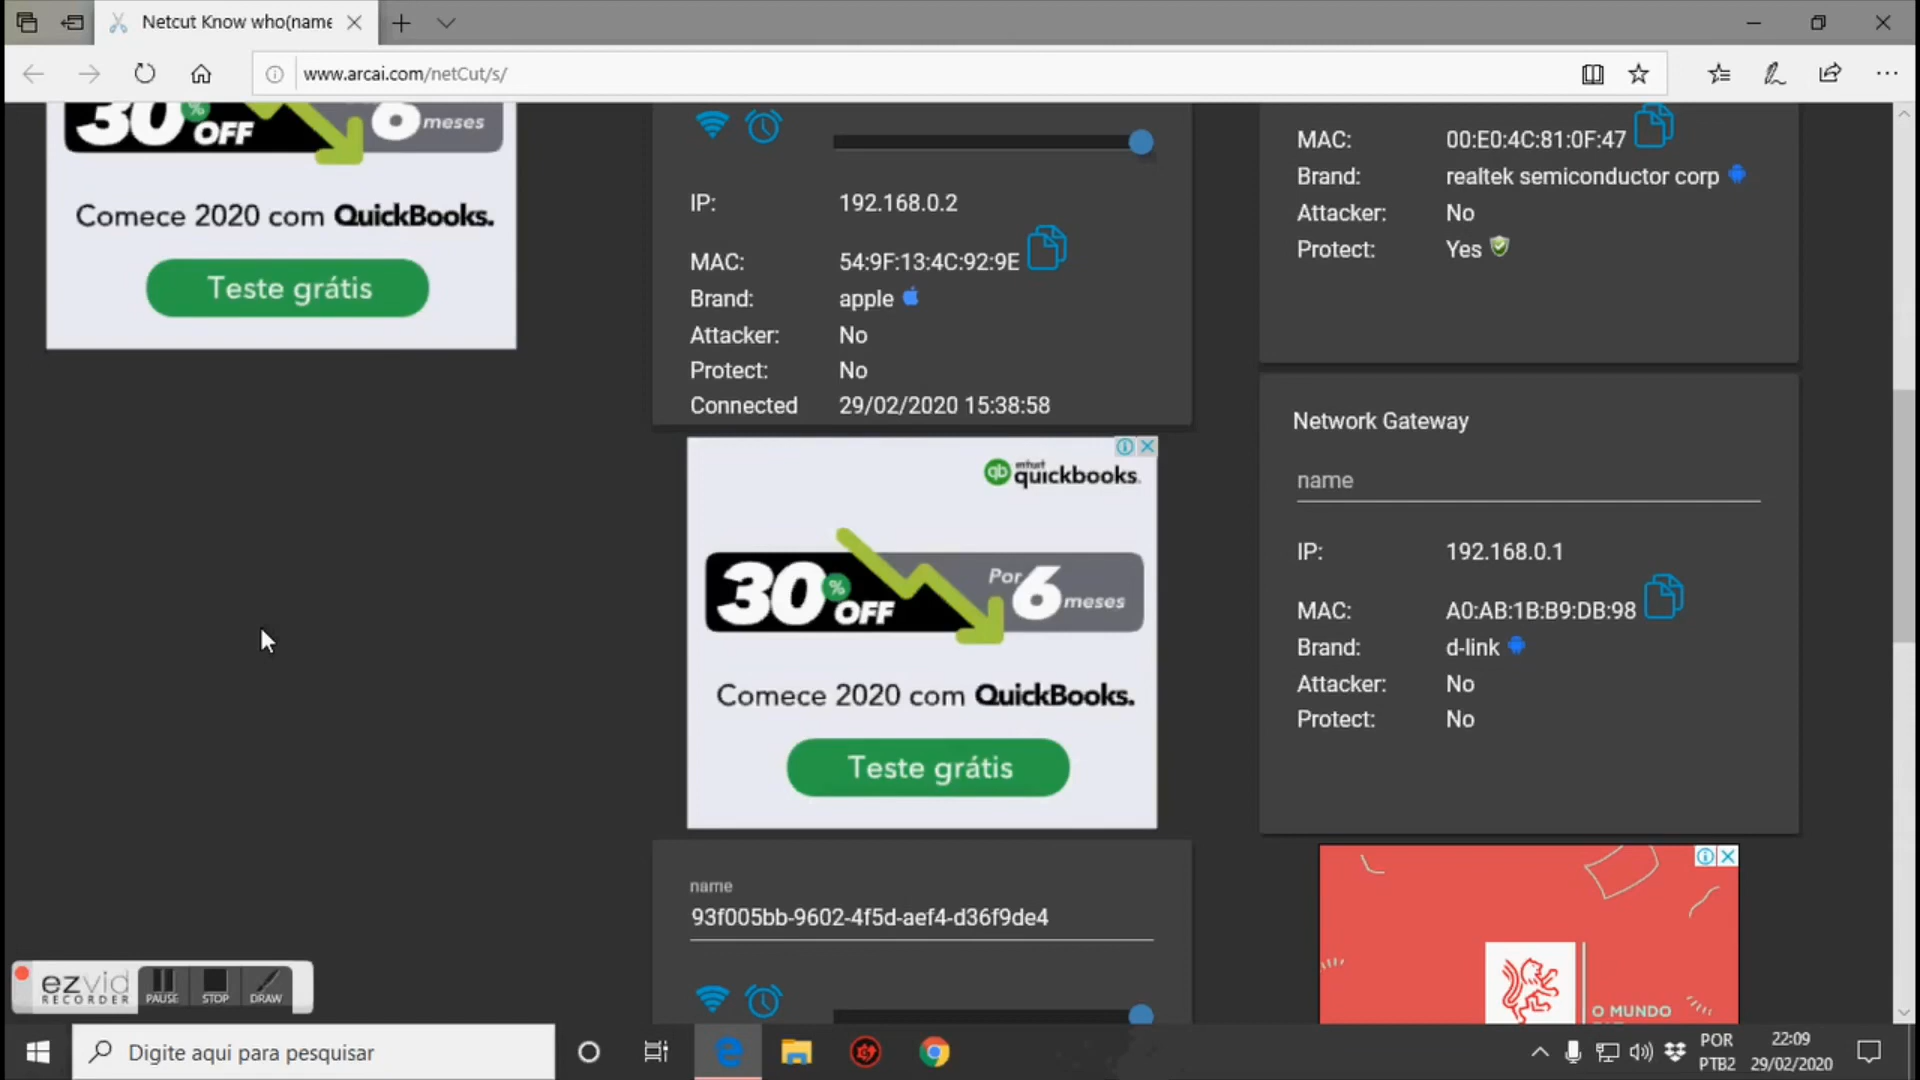 Netcut Know who(name
www.arcai.com/netCut/s/
30% OFF
6 meses
Comece 2020 com QuickBooks.
Teste grátis
IP: 192.168.0.2
MAC: 54:9F:13:4C:92:9E
Brand: apple
Attacker: No
Protect: No
Connected 29/02/2020 15:38:58
intuit
qb quickbooks.
30% OFF
Por 6 meses
Comece 2020 com QuickBooks.
Teste grátis
name
93f005bb-9602-4f5d-aef4-d36f9de4
MAC: 00:E0:4C:81:0F:47
Brand: realtek semiconductor corp
Attacker: No
Protect: Yes
Network Gateway
name
IP: 192.168.0.1
MAC: A0:AB:1B:B9:DB:98
Brand: d-link
Attacker: No
Protect: No
O MUNDO
ezvid
RECORDER
PAUSE
STOP
DRAW
Digite aqui para pesquisar
POR
PTB2
22:09
29/02/2020